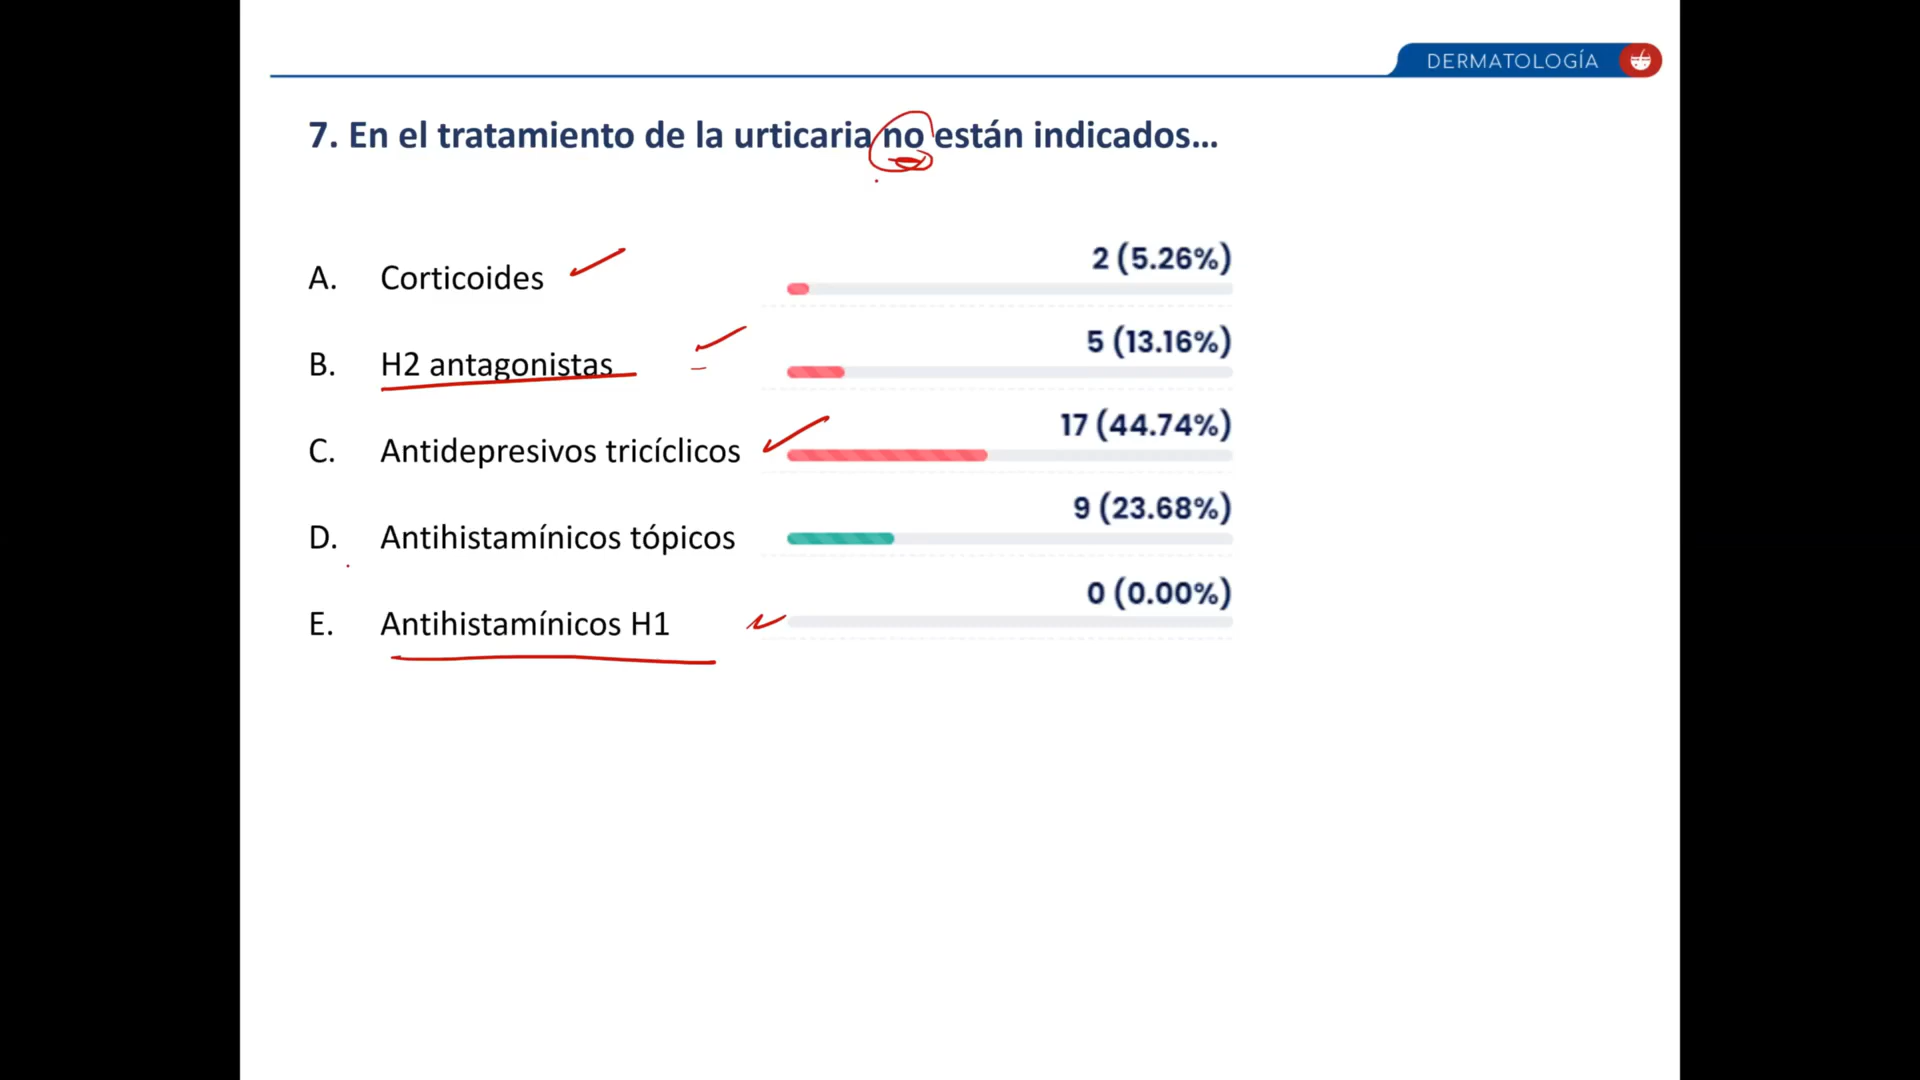 DERMATOLOGÍA
7. En el tratamiento de la urticaria no están indicados...
A. Corticoides
2 (5.26%)
B. H2 antagonistas
5 (13.16%)
C. Antidepresivos tricíclicos
17 (44.74%)
D. Antihistamínicos tópicos
9 (23.68%)
E. Antihistamínicos H1
0 (0.00%)